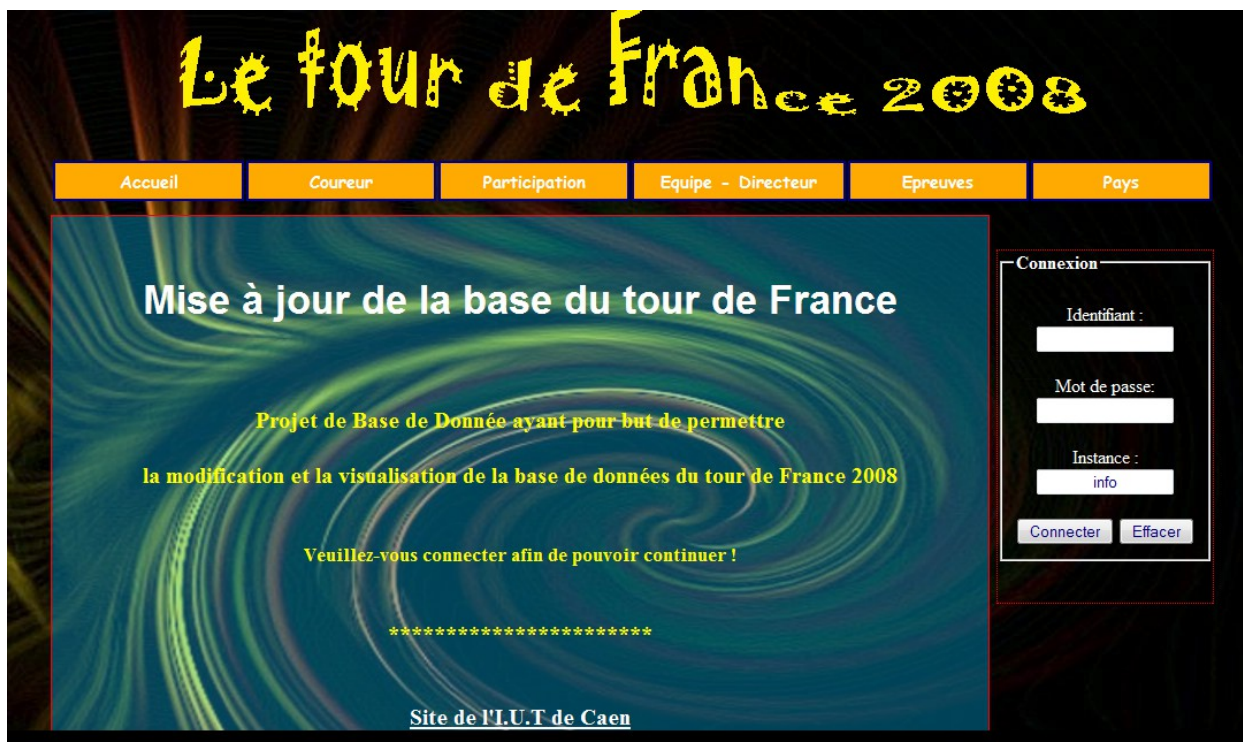 Le tour de France 2008
Accueil Coureur Participation Equipe - Directeur Epreuves Pays
Mise à jour de la base du tour de France
Projet de Base de Donnée ayant pour but de permettre
la modification et la visualisation de la base de données du tour de France 2008
Veuillez-vous connecter afin de pouvoir continuer !
***********************
Site de l'I.U.T de Caen
Connexion
Identifiant :
Mot de passe:
Instance :
info
Connecter Effacer